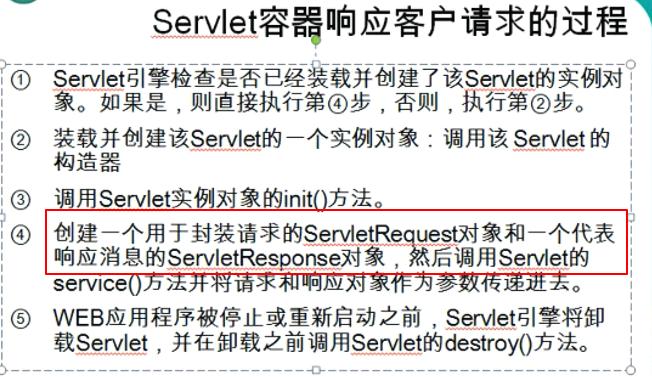 Servlet容器响应客户请求的过程
① Servlet引擎检查是否已经装载并创建了该Servlet的实例对
象。如果是，则直接执行第④步，否则，执行第②步。
② 装载并创建该Servlet的一个实例对象：调用该 Servlet 的
构造器
③ 调用Servlet实例对象的init()方法。
④ 创建一个用于封装请求的ServletRequest对象和一个代表
响应消息的ServletResponse对象，然后调用Servlet的
service()方法并将请求和响应对象作为参数传递进去。
⑤ WEB应用程序被停止或重新启动之前，Servlet引擎将卸
载Servlet，并在卸载之前调用Servlet的destroy()方法。